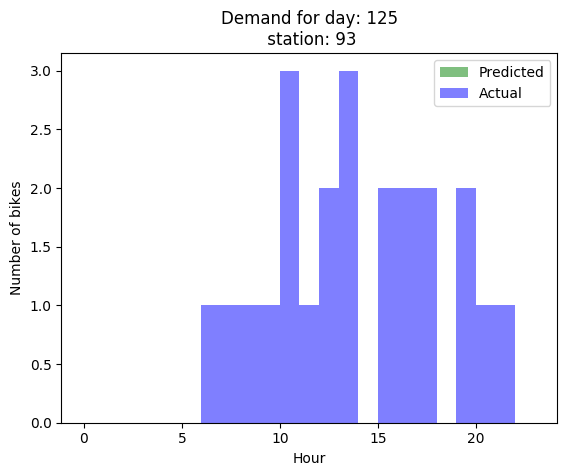 Demand for day: 125
station: 93
Predicted
Actual
3.0
2.5
2.0
1.5
1.0
0.5
0.0
Number of bikes
0 5 10 15 20
Hour